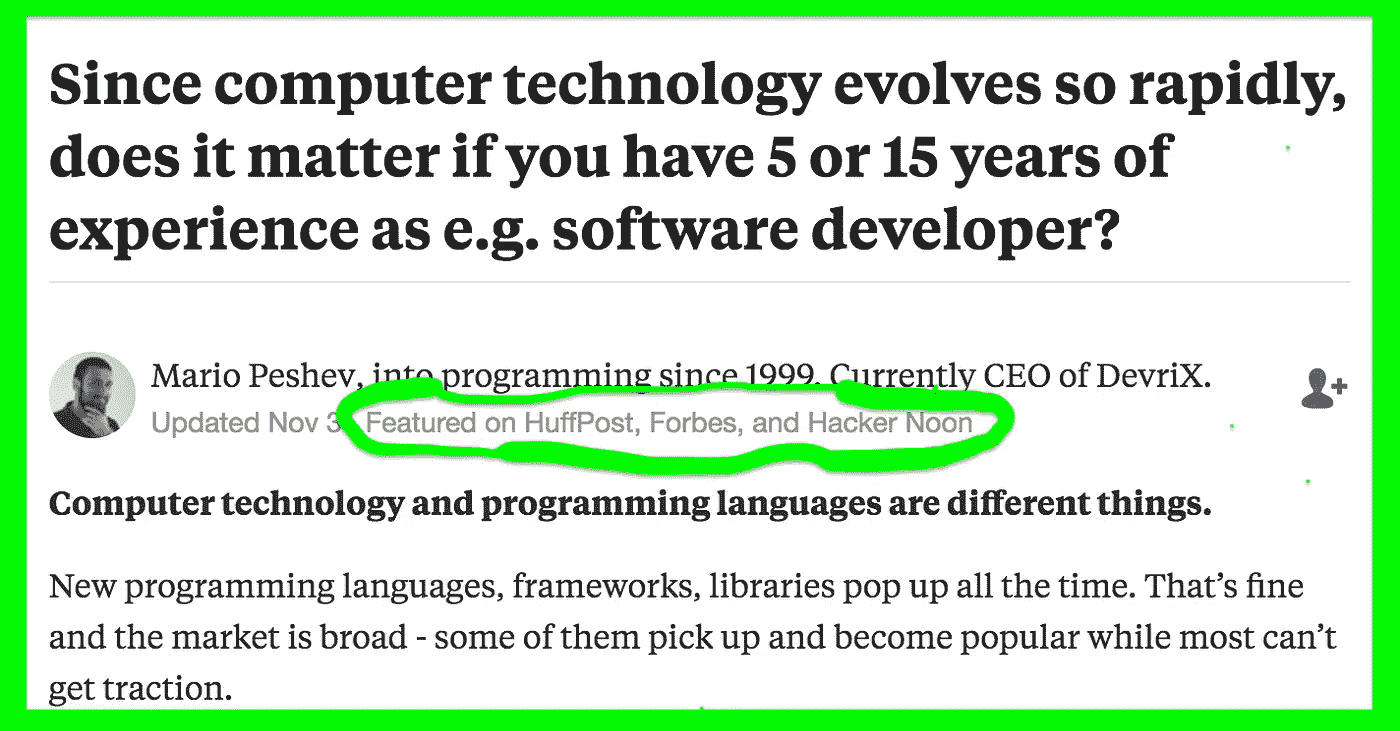 Since computer technology evolves so rapidly,
does it matter if you have 5 or 15 years of
experience as e.g. software developer?
Mario Peshev, into programming since 1999. Currently CEO of DevriX.
Updated Nov 3 Featured on HuffPost, Forbes, and Hacker Noon
Computer technology and programming languages are different things.
New programming languages, frameworks, libraries pop up all the time. That’s fine
and the market is broad - some of them pick up and become popular while most can’t
get traction.